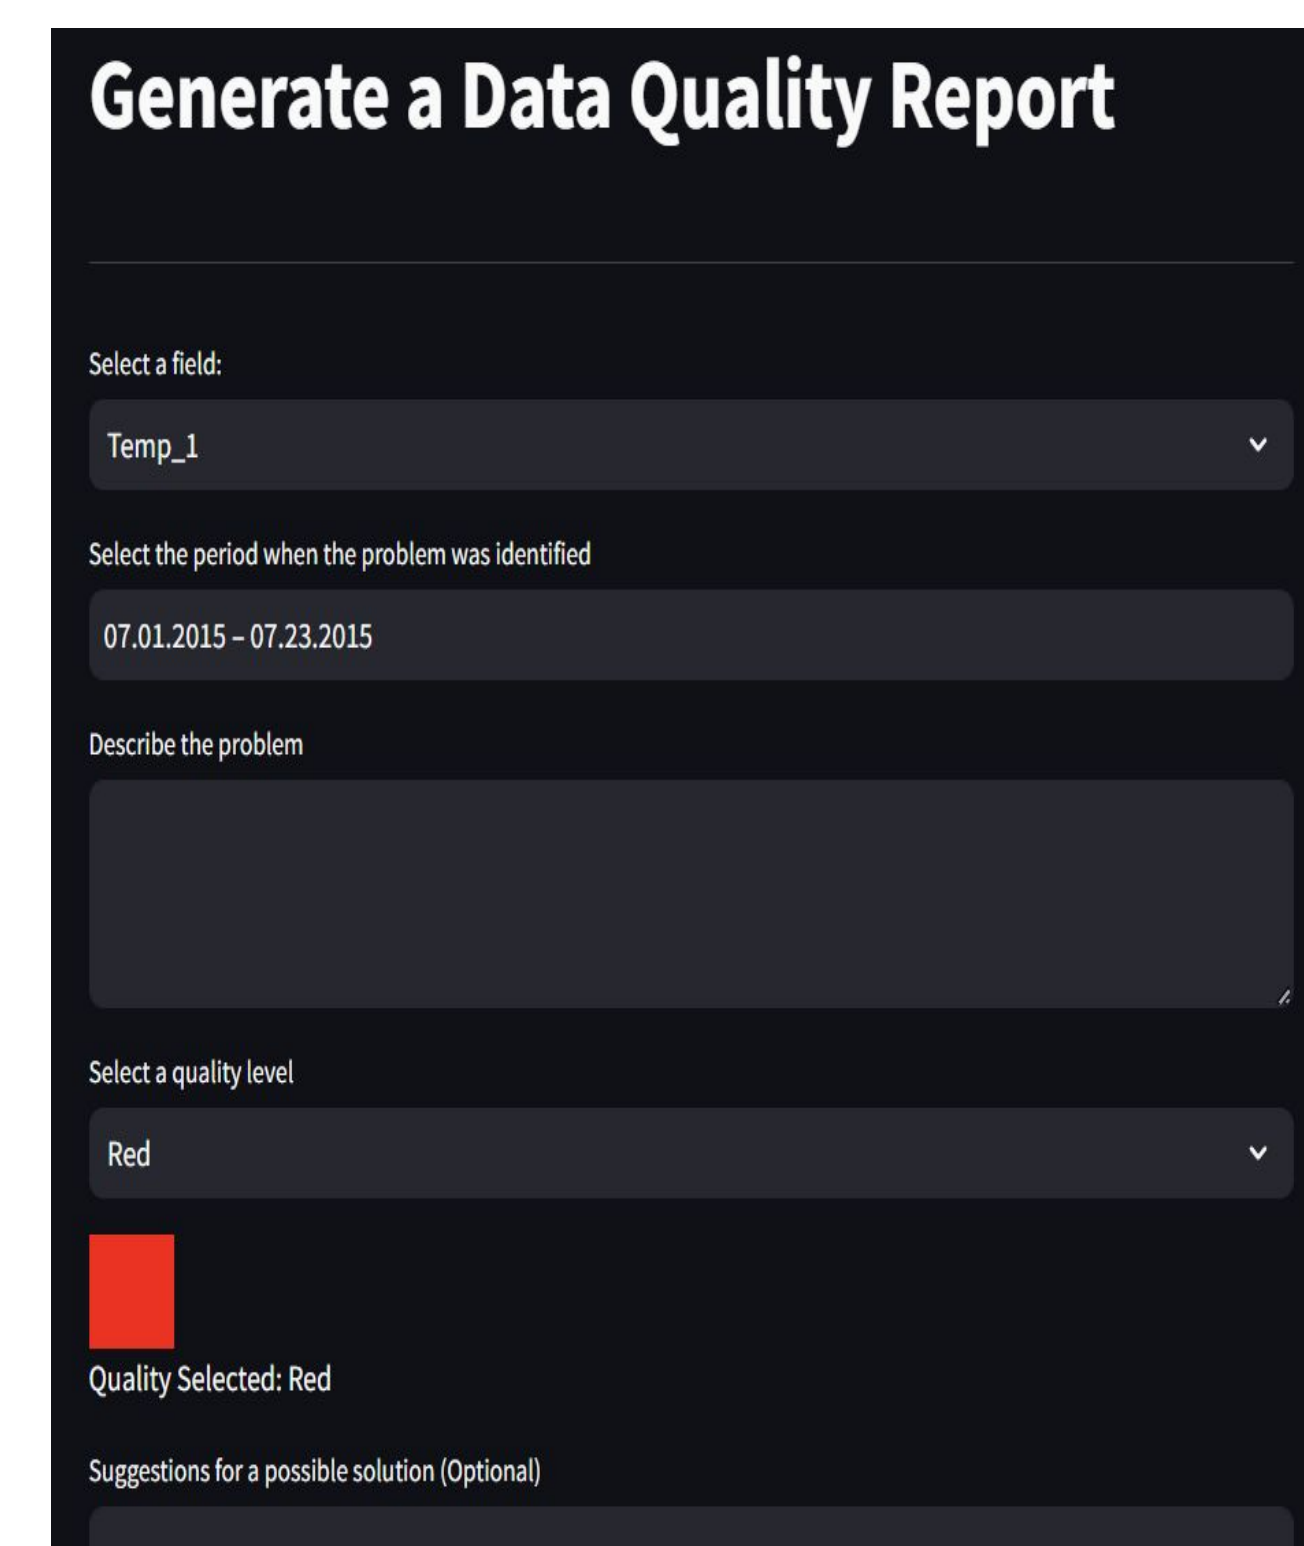 Generate a Data Quality Report
Select a field:
Temp_1
Select the period when the problem was identified
07.01.2015 – 07.23.2015
Describe the problem
Select a quality level
Red
Quality Selected: Red
Suggestions for a possible solution (Optional)